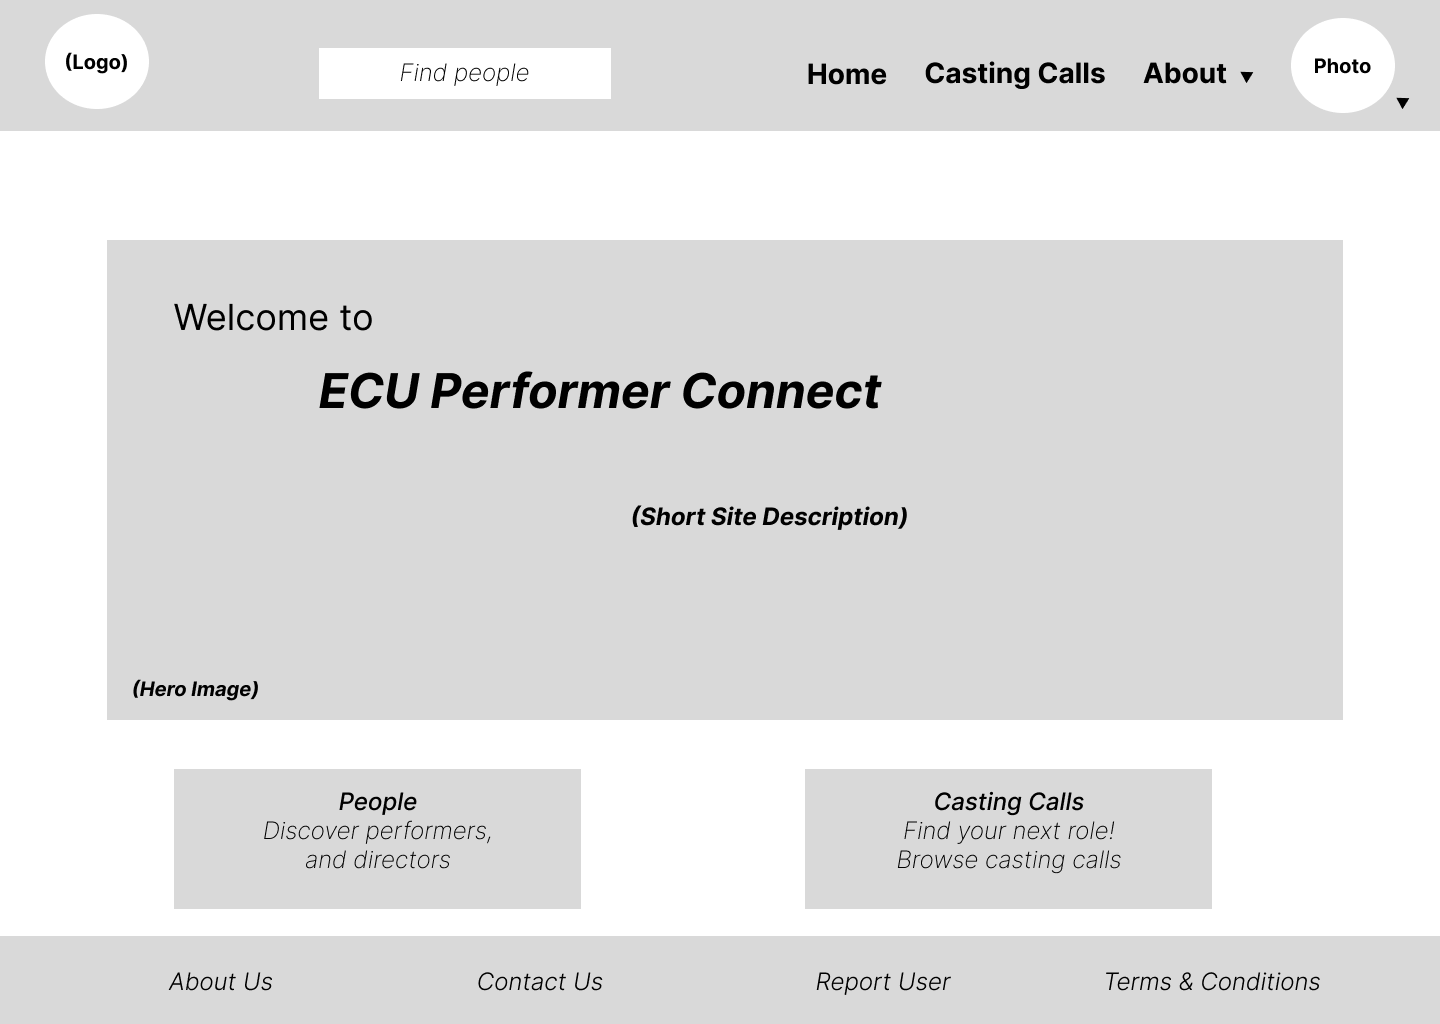 (Logo)
Find people
Home
Casting Calls
About ▼
Photo
▼
Welcome to
ECU Performer Connect
(Short Site Description)
(Hero Image)
People
Discover performers,
and directors
Casting Calls
Find your next role!
Browse casting calls
About Us
Contact Us
Report User
Terms & Conditions